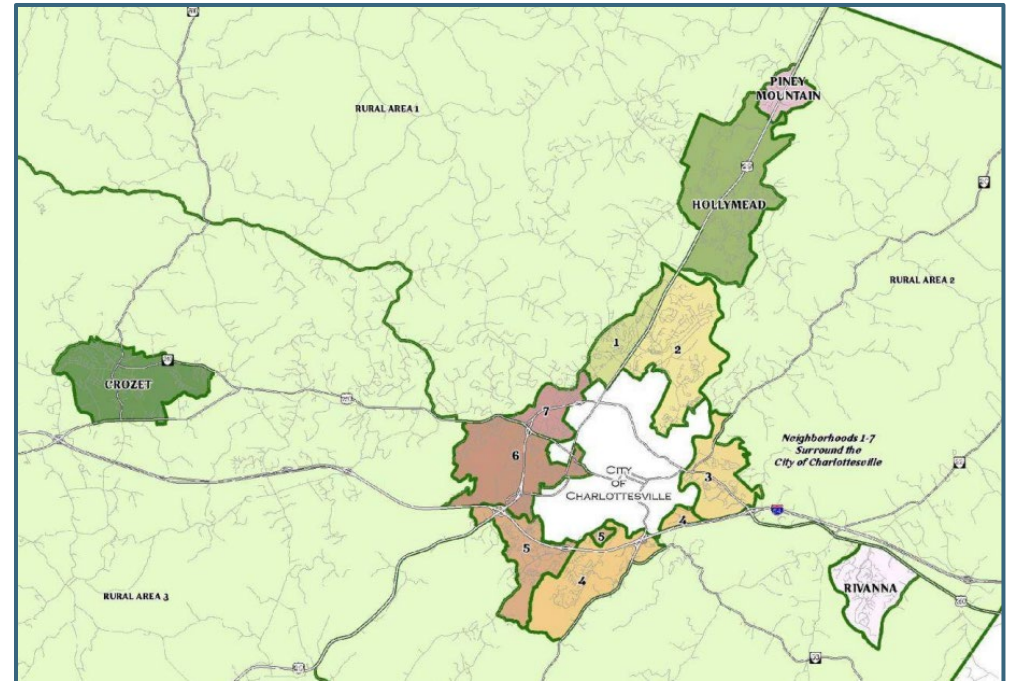 RURAL AREA 1
PINEY
MOUNTAIN
HOLLYMEAD
RURAL AREA 2
1
2
CROZET
7
6
3
Neighborhoods 1-7
Surround the
City of Charlottesville
CITY
OF
CHARLOTTESVILLE
4
5
5
4
RIVANNA
RURAL AREA 3